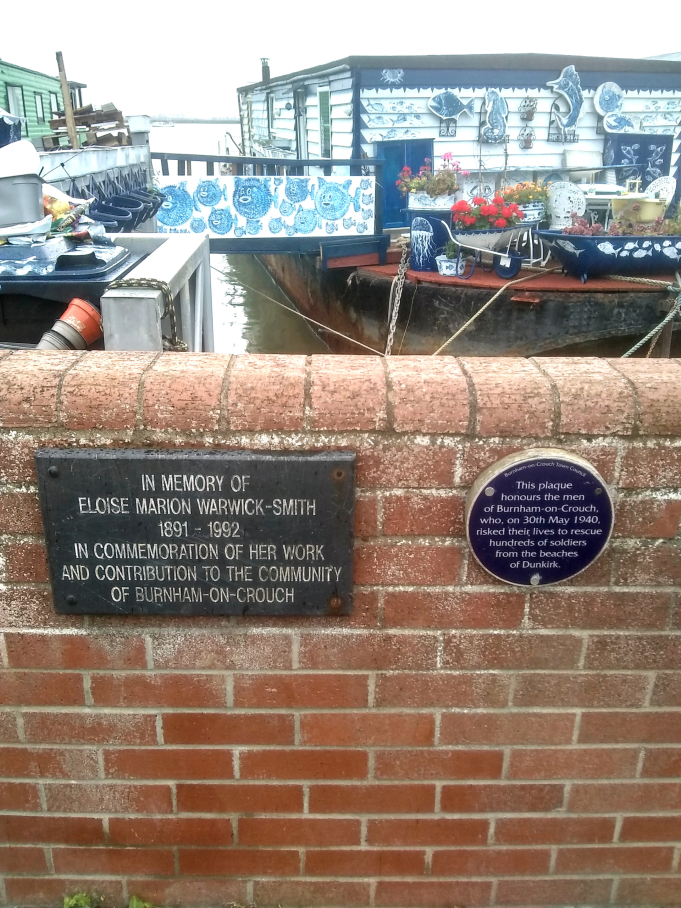 IN MEMORY OF
ELOISE MARION WARWICK-SMITH
1891 - 1992
IN COMMEMORATION OF HER WORK
AND CONTRIBUTION TO THE COMMUNITY
OF BURNHAM-ON-CROUCH
Burnham-on-Crouch Town Council
This plaque
honours the men
of Burnham-on-Crouch,
who, on 30th May 1940,
risked their lives to rescue
hundreds of soldiers
from the beaches
of Dunkirk.